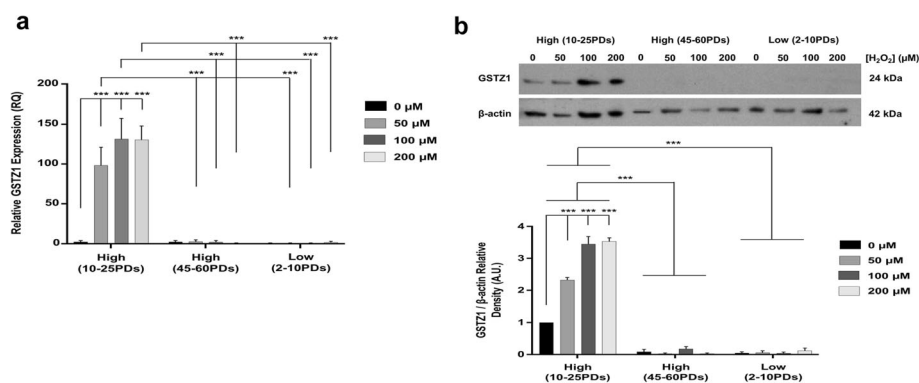 a
***
***
***
***
***
***
*** *** ***
Relative GSTZ1 Expression (RQ)
200
150
100
50
0
0 µM
50 µM
100 µM
200 µM
High
(10-25PDs)
High
(45-60PDs)
Low
(2-10PDs)
b
High (10-25PDs) High (45-60PDs) Low (2-10PDs)
0 50 100 200 0 50 100 200 0 50 100 200 [H₂O₂] (µM)
GSTZ1 24 kDa
β-actin 42 kDa
***
***
*** *** ***
GSTZ1 / β-actin Relative
Density (A.U.)
4
3
2
1
0
0 µM
50 µM
100 µM
200 µM
High
(10-25PDs)
High
(45-60PDs)
Low
(2-10PDs)